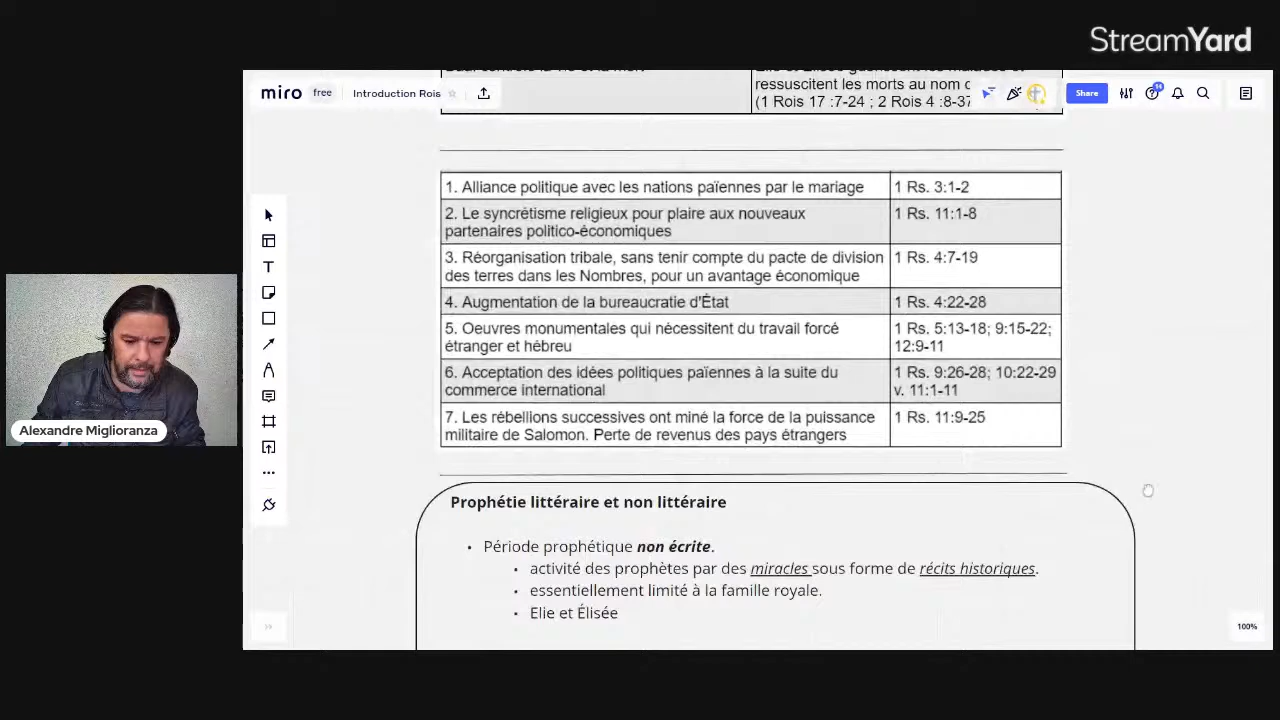 StreamYard
ressuscitent les morts au nom
(1 Rois 17 :7-24 ; 2 Rois 4 :8-37
miro free Introduction Rois
Share
1. Alliance politique avec les nations païennes par le mariage 1 Rs. 3:1-2
2. Le syncrétisme religieux pour plaire aux nouveaux 1 Rs. 11:1-8
partenaires politico-économiques
3. Réorganisation tribale, sans tenir compte du pacte de division 1 Rs. 4:7-19
des terres dans les Nombres, pour un avantage économique
4. Augmentation de la bureaucratie d'État 1 Rs. 4:22-28
5. Oeuvres monumentales qui nécessitent du travail forcé 1 Rs. 5:13-18; 9:15-22;
étranger et hébreu 12:9-11
6. Acceptation des idées politiques païennes à la suite du 1 Rs. 9:26-28; 10:22-29
commerce international v. 11:1-11
7. Les rébellions successives ont miné la force de la puissance 1 Rs. 11:9-25
militaire de Salomon. Perte de revenus des pays étrangers
Alexandre Miglioranza
Prophétie littéraire et non littéraire
• Période prophétique non écrite.
• activité des prophètes par des miracles sous forme de récits historiques.
• essentiellement limité à la famille royale.
• Elie et Élisée
100%